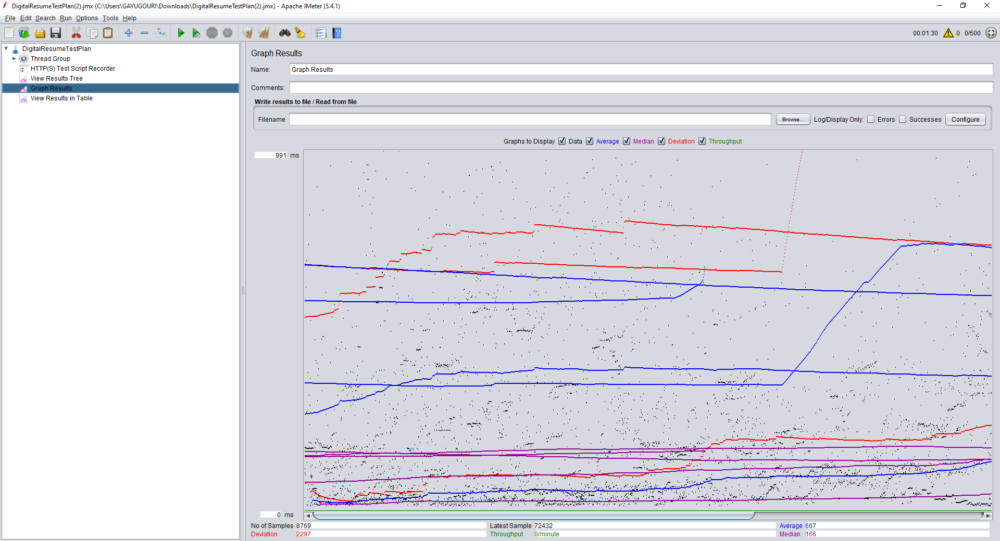 DigitalResumeTestPlan(2).jmx (C:\Users\GAYUGOURI\Downloads\DigitalResumeTestPlan(2).jmx) - Apache JMeter (5.4.1)
File Edit Search Run Options Tools Help
STOP 00:01:30 0 0/500
DigitalResumeTestPlan
Thread Group
HTTP(S) Test Script Recorder
View Results Tree
Graph Results
View Results in Table
Graph Results
Name: Graph Results
Comments:
Write results to file / Read from file
Filename Browse... Log/Display Only: Errors Successes Configure
Graphs to Display Data Average Median Deviation Throughput
991 ms
0 ms
No of Samples 8769 Latest Sample 72432 Average 667
Deviation 2297 Throughput 0/minute Median 166